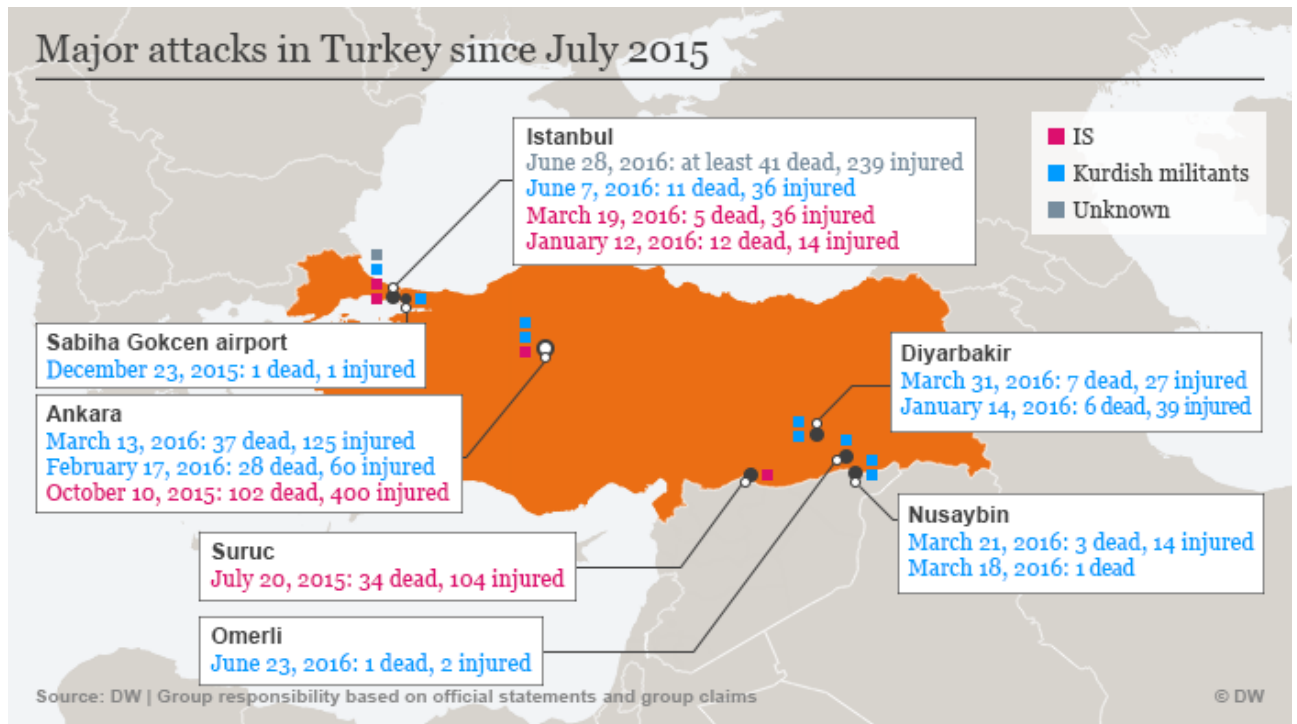 Major attacks in Turkey since July 2015
IS
Kurdish militants
Unknown
Istanbul
June 28, 2016: at least 41 dead, 239 injured
June 7, 2016: 11 dead, 36 injured
March 19, 2016: 5 dead, 36 injured
January 12, 2016: 12 dead, 14 injured
Sabiha Gokcen airport
December 23, 2015: 1 dead, 1 injured
Ankara
March 13, 2016: 37 dead, 125 injured
February 17, 2016: 28 dead, 60 injured
October 10, 2015: 102 dead, 400 injured
Diyarbakir
March 31, 2016: 7 dead, 27 injured
January 14, 2016: 6 dead, 39 injured
Nusaybin
March 21, 2016: 3 dead, 14 injured
March 18, 2016: 1 dead
Suruc
July 20, 2015: 34 dead, 104 injured
Omerli
June 23, 2016: 1 dead, 2 injured
Source: DW | Group responsibility based on official statements and group claims
© DW